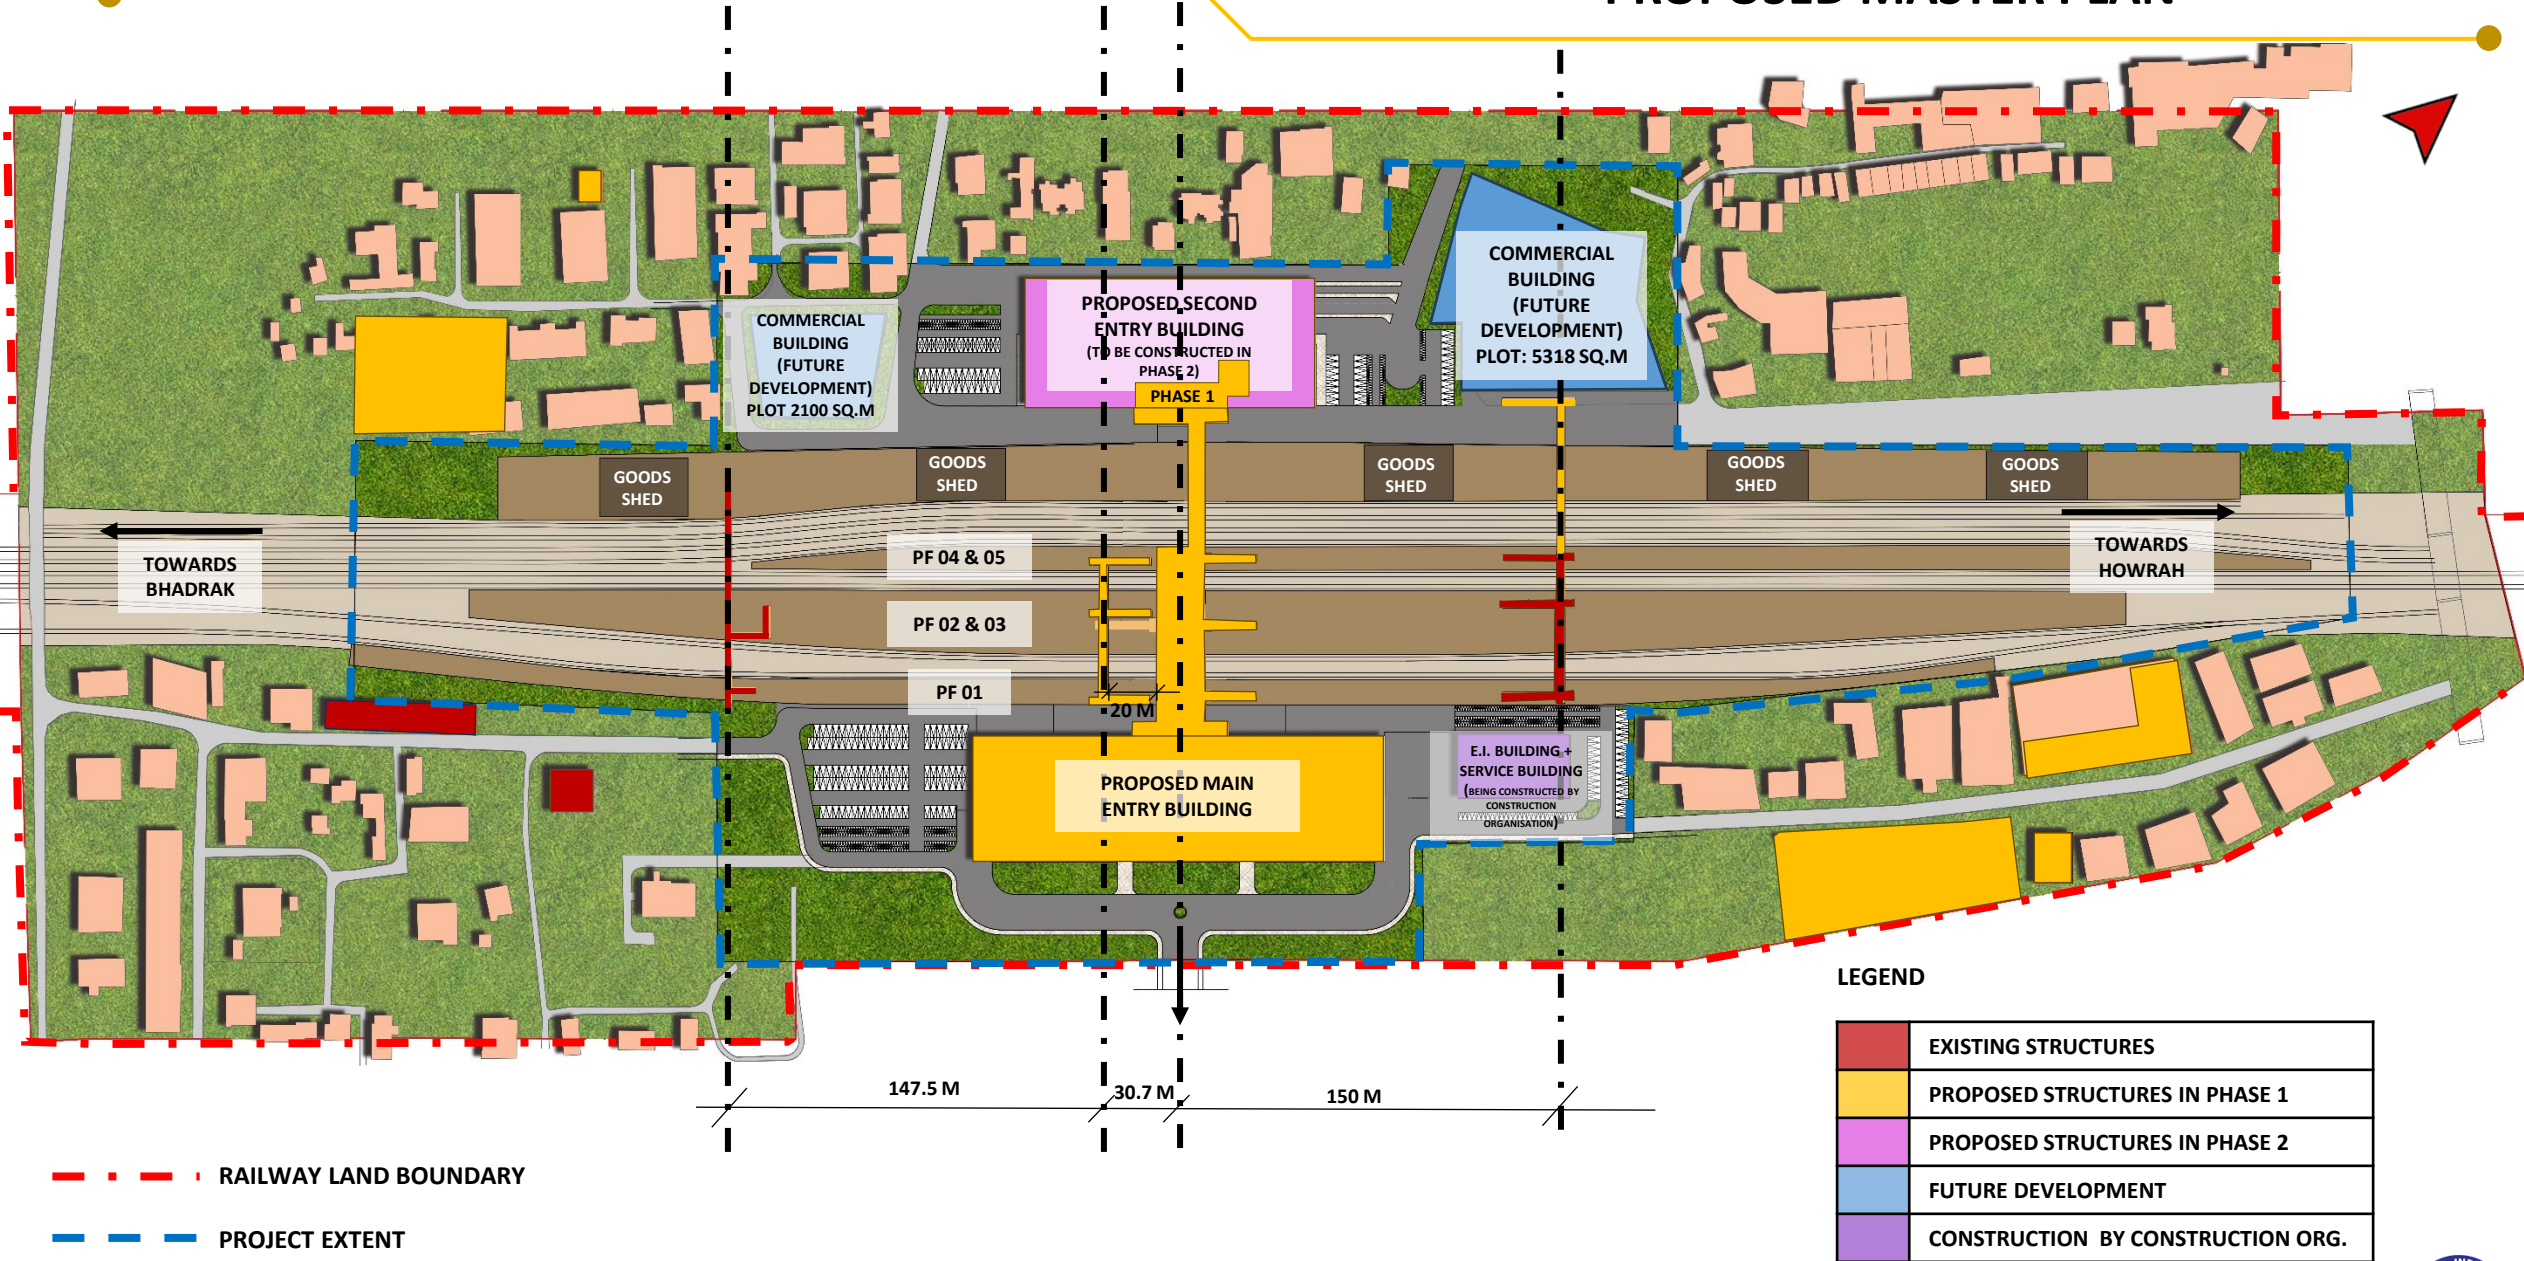 PROPOSED MASTER PLAN
COMMERCIAL
BUILDING
(FUTURE
DEVELOPMENT)
PLOT: 5318 SQ.M
PROPOSED SECOND
ENTRY BUILDING
(TO BE CONSTRUCTED IN
PHASE 2)
PHASE 1
COMMERCIAL
BUILDING
(FUTURE
DEVELOPMENT)
PLOT 2100 SQ.M
GOODS
SHED
GOODS
SHED
GOODS
SHED
GOODS
SHED
GOODS
SHED
TOWARDS
BHADRAK
PF 04 & 05
TOWARDS
HOWRAH
PF 02 & 03
PF 01
20 M
PROPOSED MAIN
ENTRY BUILDING
E.I. BUILDING +
SERVICE BUILDING
(BEING CONSTRUCTED BY
CONSTRUCTION
ORGANISATION)
147.5 M
30.7 M
150 M
LEGEND
EXISTING STRUCTURES
PROPOSED STRUCTURES IN PHASE 1
PROPOSED STRUCTURES IN PHASE 2
FUTURE DEVELOPMENT
CONSTRUCTION BY CONSTRUCTION ORG.
RAILWAY LAND BOUNDARY
PROJECT EXTENT